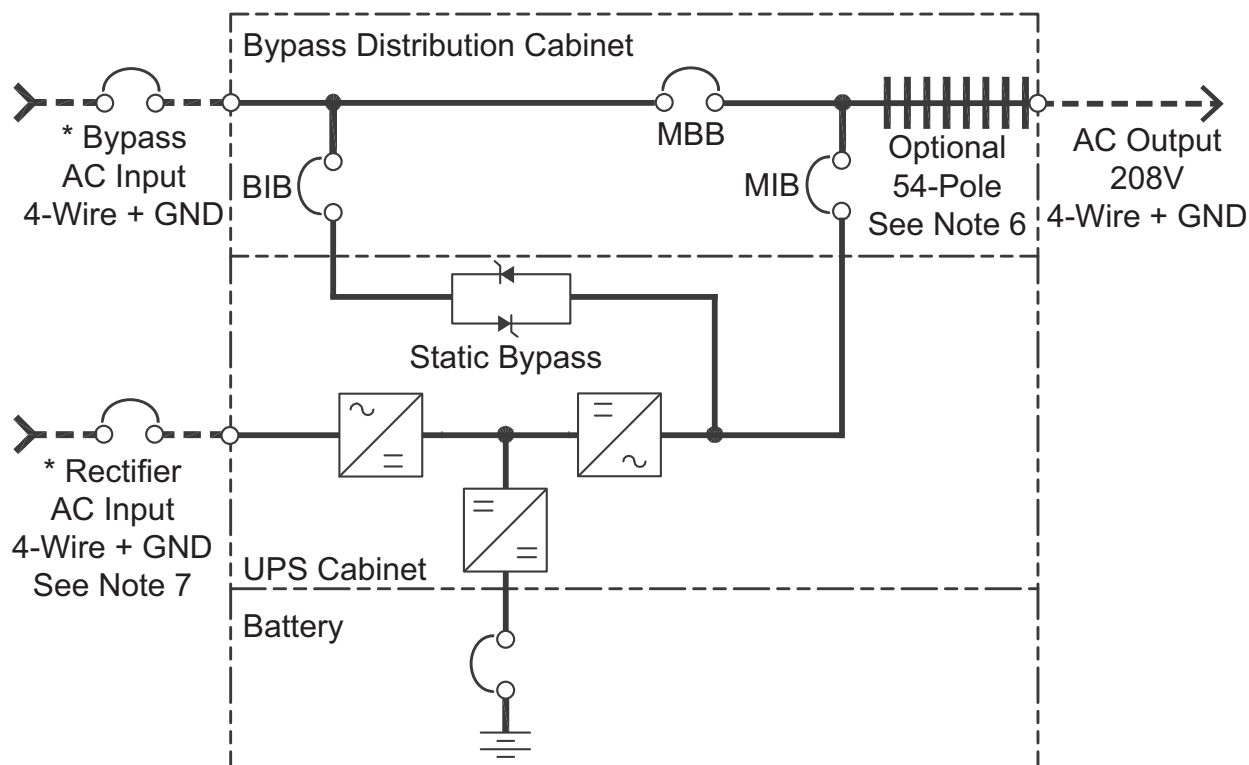 Bypass Distribution Cabinet
* Bypass
AC Input
4-Wire + GND
BIB
MBB
MIB
Optional
54-Pole
See Note 6
AC Output
208V
4-Wire + GND
Static Bypass
* Rectifier
AC Input
4-Wire + GND
See Note 7
UPS Cabinet
Battery